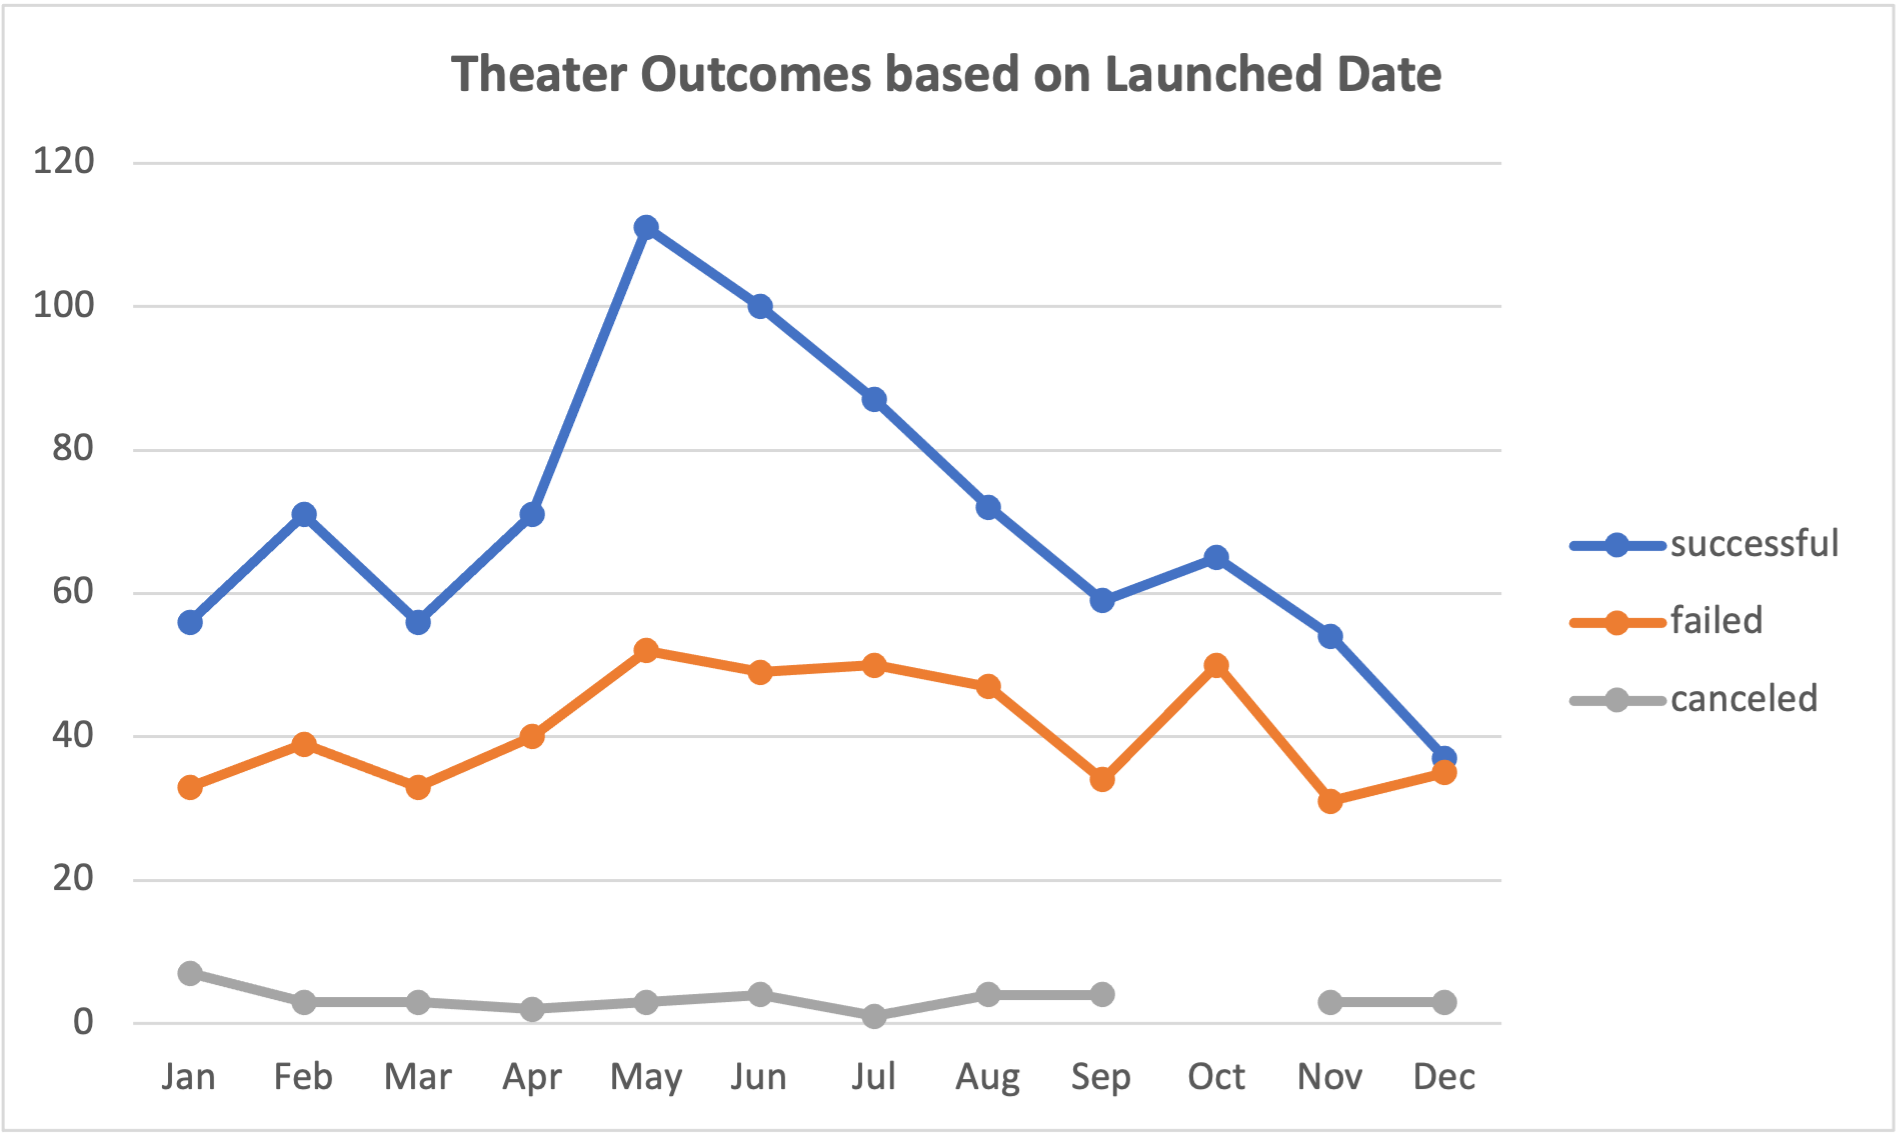 Theater Outcomes based on Launched Date
120
100
80
60
40
20
0
Jan Feb Mar Apr May Jun Jul Aug Sep Oct Nov Dec
successful
failed
canceled